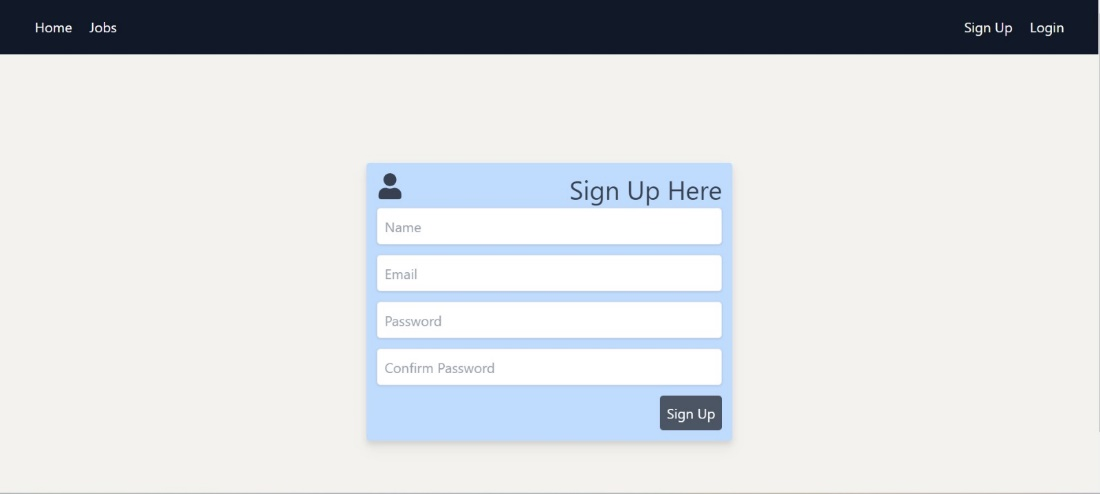 Home Jobs Sign Up Login
Sign Up Here
Name
Email
Password
Confirm Password
Sign Up